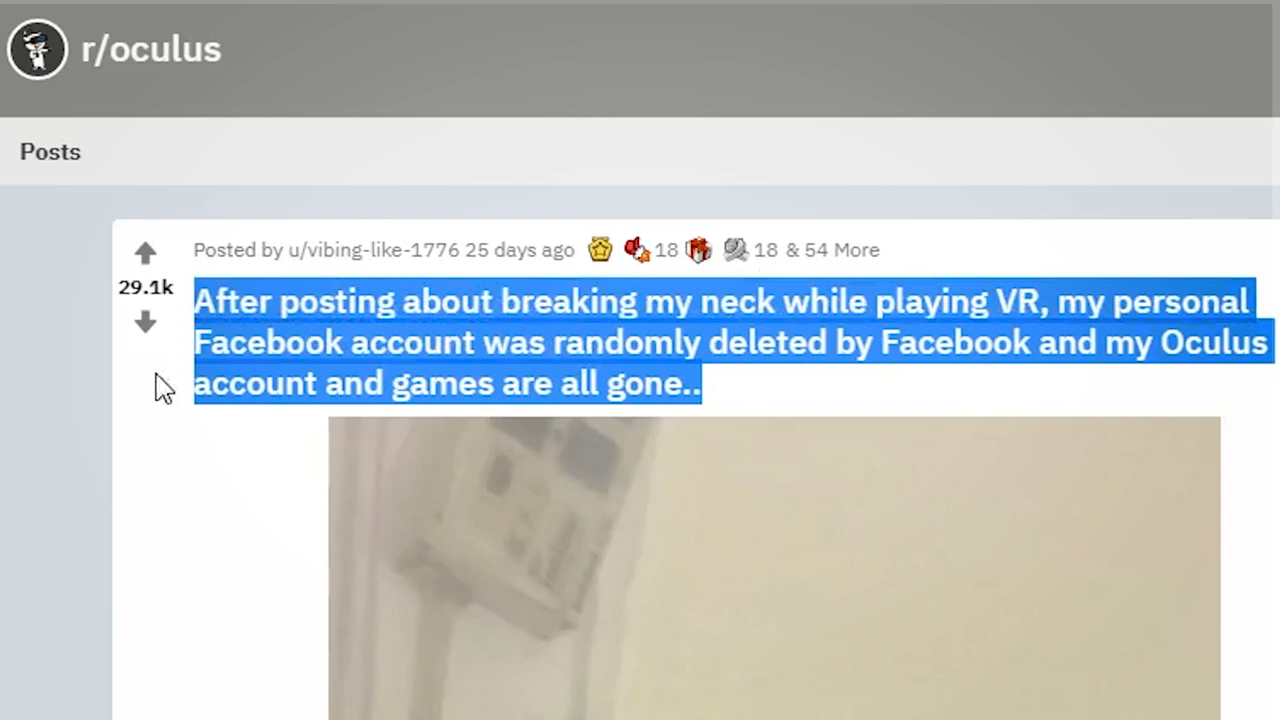 r/oculus
Posts
Posted by u/vibing-like-1776 25 days ago 18 18 & 54 More
29.1k
After posting about breaking my neck while playing VR, my personal
Facebook account was randomly deleted by Facebook and my Oculus
account and games are all gone..